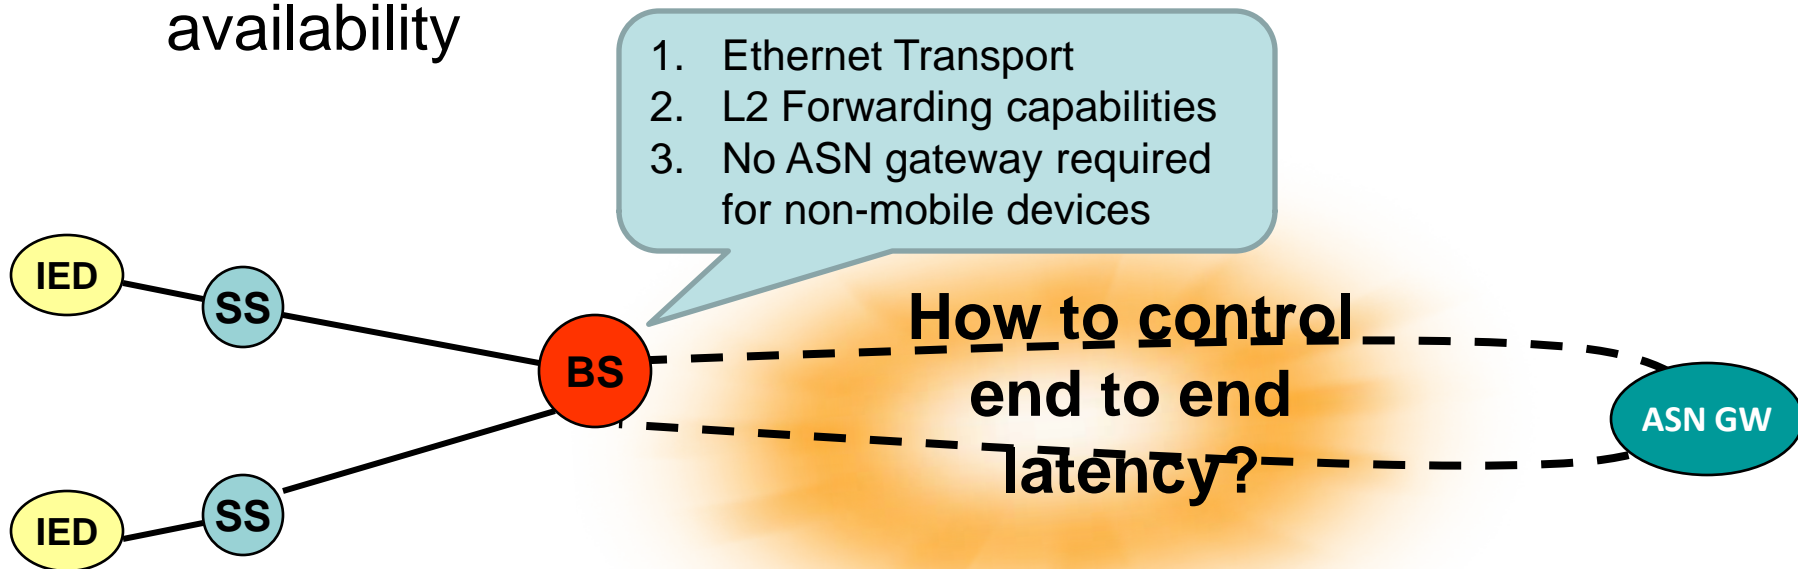 availability
1. Ethernet Transport
2. L2 Forwarding capabilities
3. No ASN gateway required
for non-mobile devices
IED
SS
BS
How to control
end to end
latency?
ASN GW
IED
SS